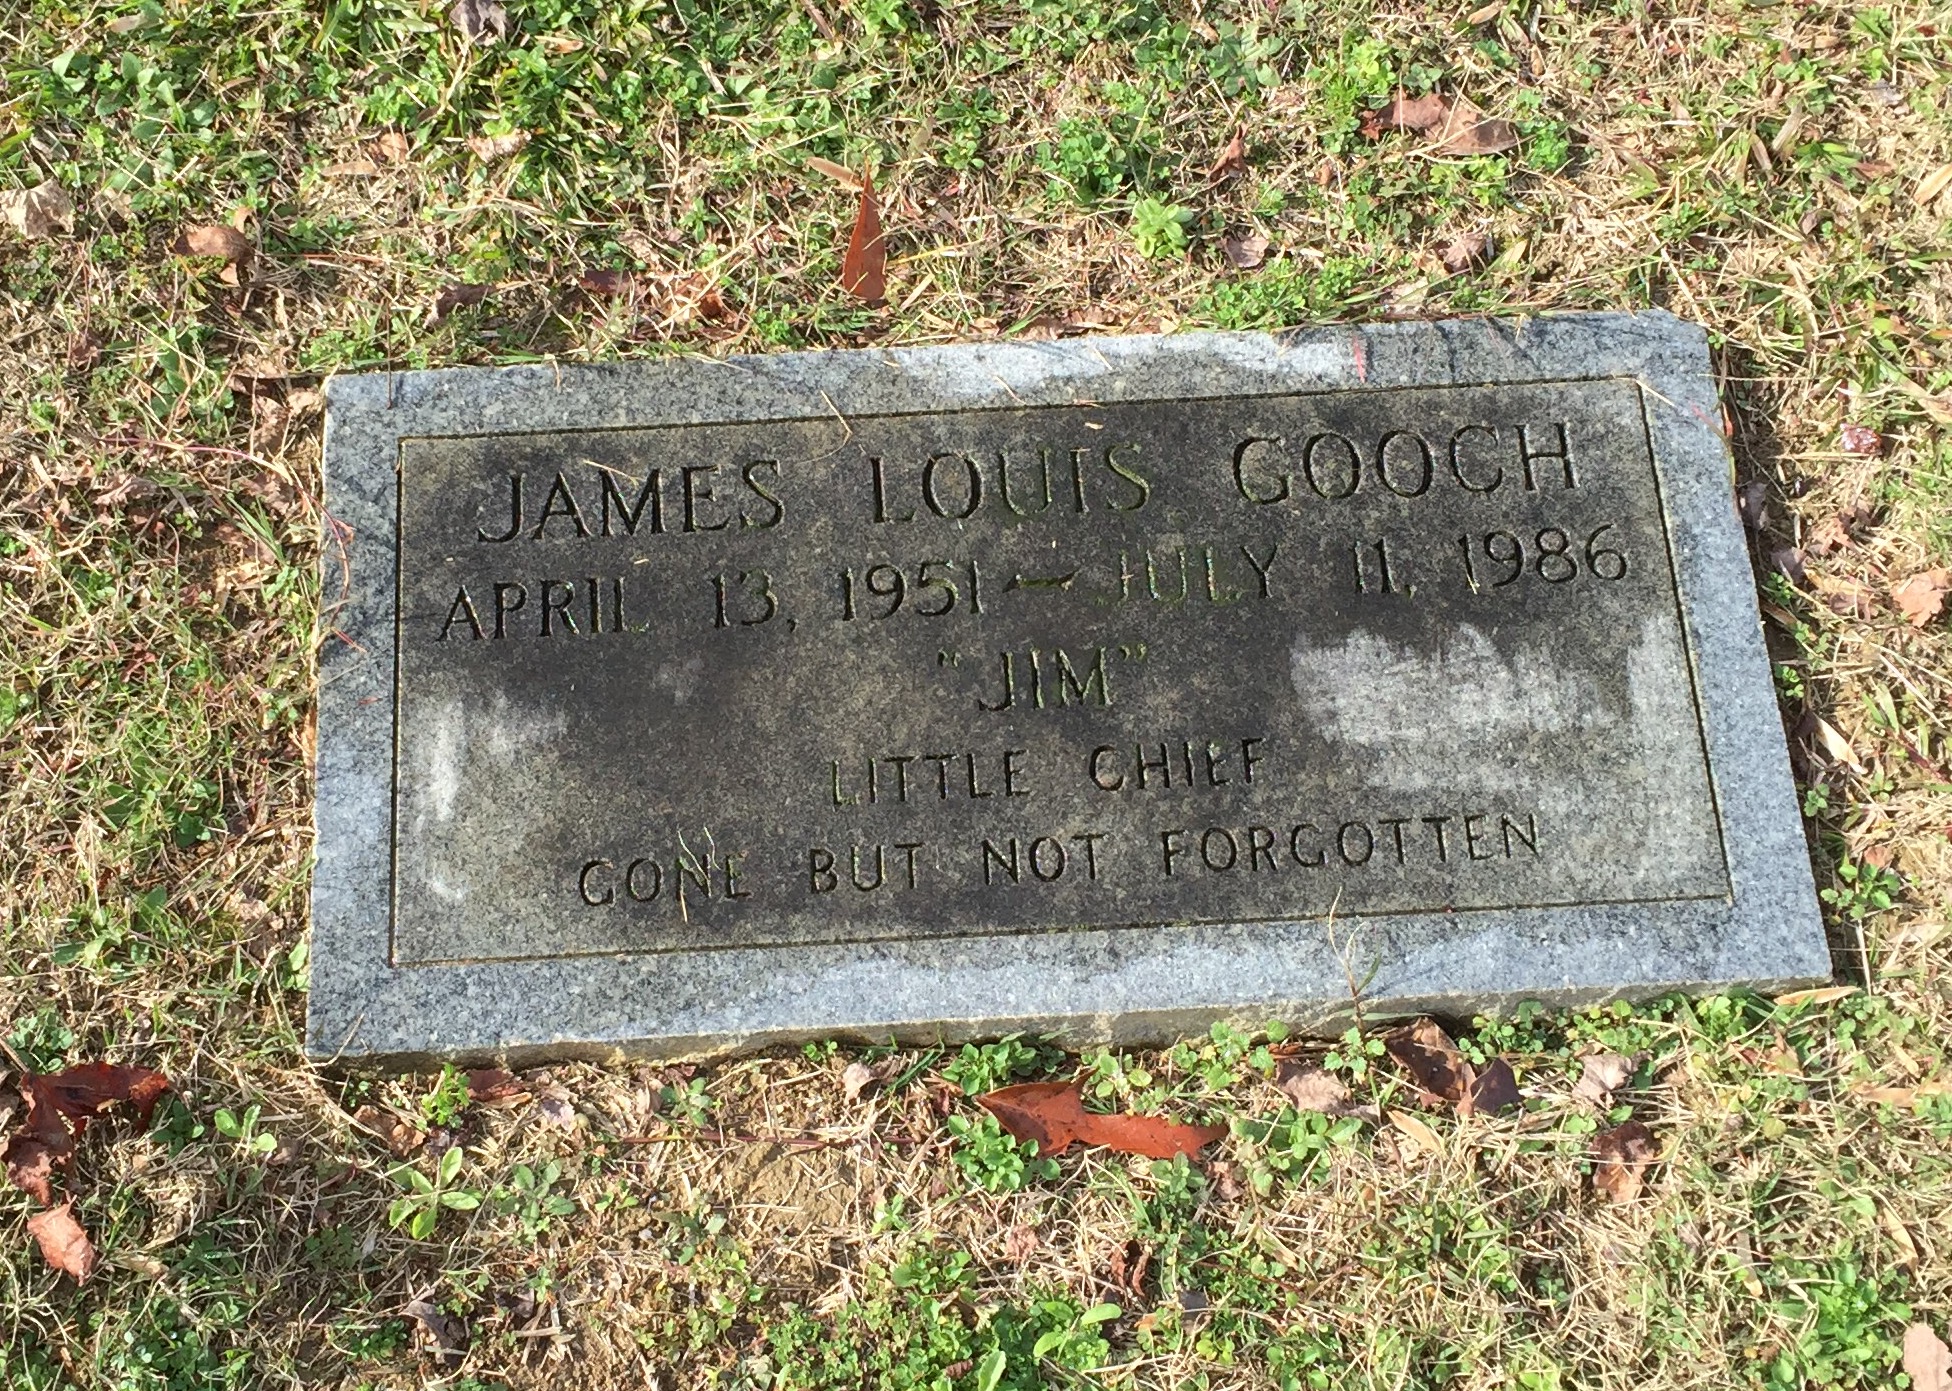 JAMES LOUIS GOOCH
APRIL 13, 1951 — JULY 11, 1986
"JIM"
LITTLE CHIEF
GONE BUT NOT FORGOTTEN